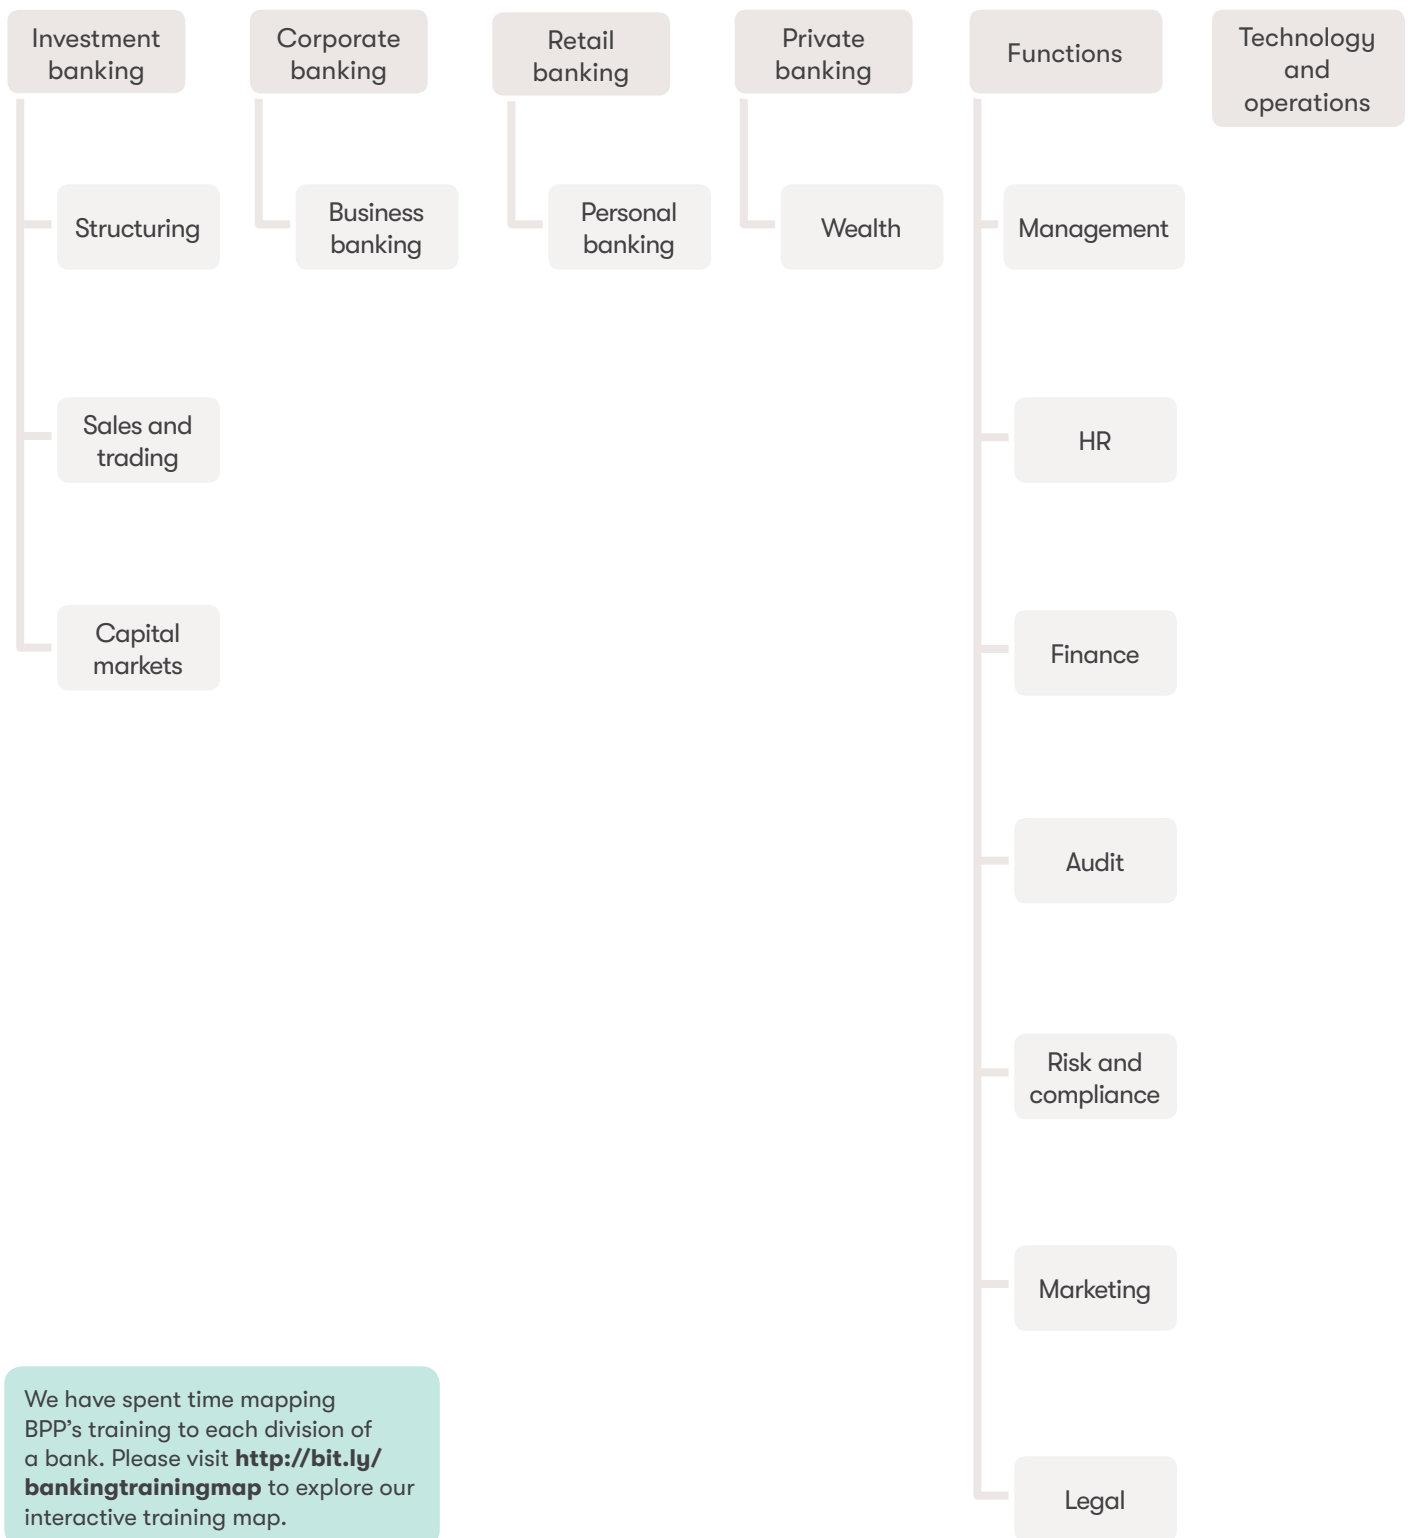 Investment
banking
Corporate
banking
Retail
banking
Private
banking
Functions
Technology
and
operations
Structuring
Business
banking
Personal
banking
Wealth
Management
Sales and
trading
HR
Capital
markets
Finance
Audit
Risk and
compliance
Marketing
We have spent time mapping
BPP’s training to each division of
a bank. Please visit http://bit.ly/
bankingtrainingmap to explore our
interactive training map.
Legal